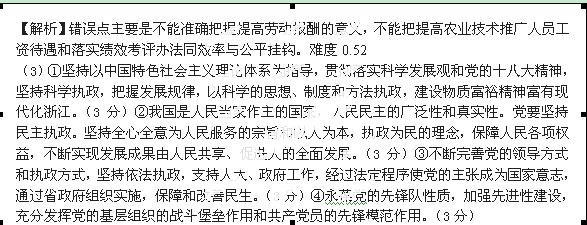 【解析】错误点主要是不能准确把握提高劳动报酬的意义，不能把提高农业技术推广人员工
资待遇和落实绩效考评办法同效率与公平挂钩。难度 0.52
（3）①坚持以中国特色社会主义理论体系为指导，贯彻落实科学发展观和党的十八大精神，
坚持科学执政，把握发展规律，以科学的思想、制度和方法执政，建设物质富裕精神富有现
代化浙江。（3 分）②我国是人民当家作主的国家，人民民主的广泛性和真实性。党要坚持
民主执政。坚持全心全意为人民服务的宗旨和以人为本，执政为民的理念，保障人民各项权
益，不断实现发展成果由人民共享、促进人的全面发展。（3 分）③不断完善党的领导方式
和执政方式，坚持依法执政，支持人大、政府工作，经过法定程序使党的主张成为国家意志，
通过省政府组织实施，保障和改善民生。（3 分）④永葆党的先锋队性质，加强先进性建设，
充分发挥党的基层组织的战斗堡垒作用和共产党员的先锋模范作用。（3 分）